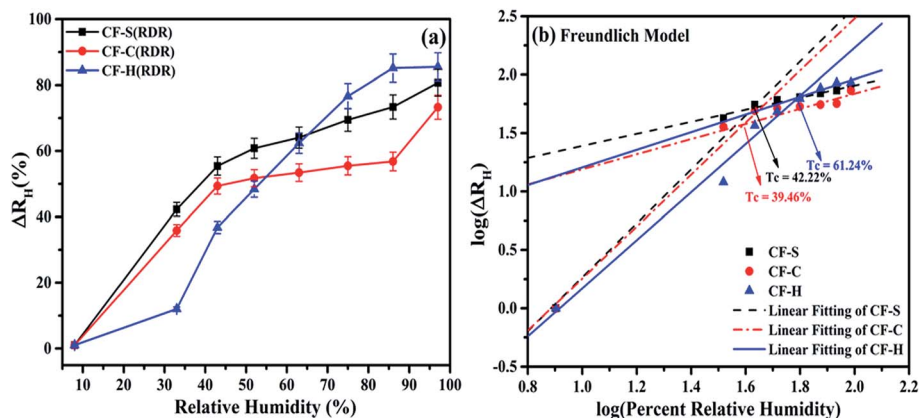 100
80
60
40
20
0
ΔR_H(%)
10 20 30 40 50 60 70 80 90 100
Relative Humidity (%)
CF-S(RDR)
CF-C(RDR)
CF-H(RDR)
(a)
2.5
2.0
1.5
1.0
0.5
0.0
-0.5
log(ΔR_H)
0.8 1.0 1.2 1.4 1.6 1.8 2.0 2.2
log(Percent Relative Humidity)
(b) Freundlich Model
Tc = 61.24%
Tc = 42.22%
Tc = 39.46%
CF-S
CF-C
CF-H
Linear Fitting of CF-S
Linear Fitting of CF-C
Linear Fitting of CF-H